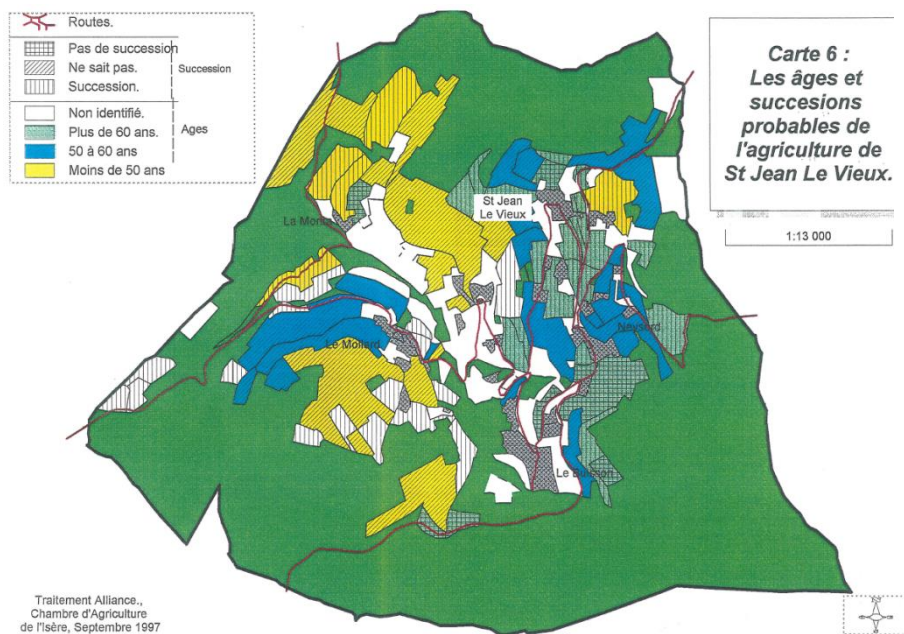 Routes.
Pas de succession
Ne sait pas.
Succession.
Succession
Non identifié.
Plus de 60 ans.
50 à 60 ans
Moins de 50 ans
Ages
Carte 6 :
Les âges et
succesions
probables de
l'agriculture de
St Jean Le Vieux.
1:13 000
St Jean
Le Vieux
Le Mollard
Traitement Alliance.,
Chambre d'Agriculture
de l'Isère, Septembre 1997